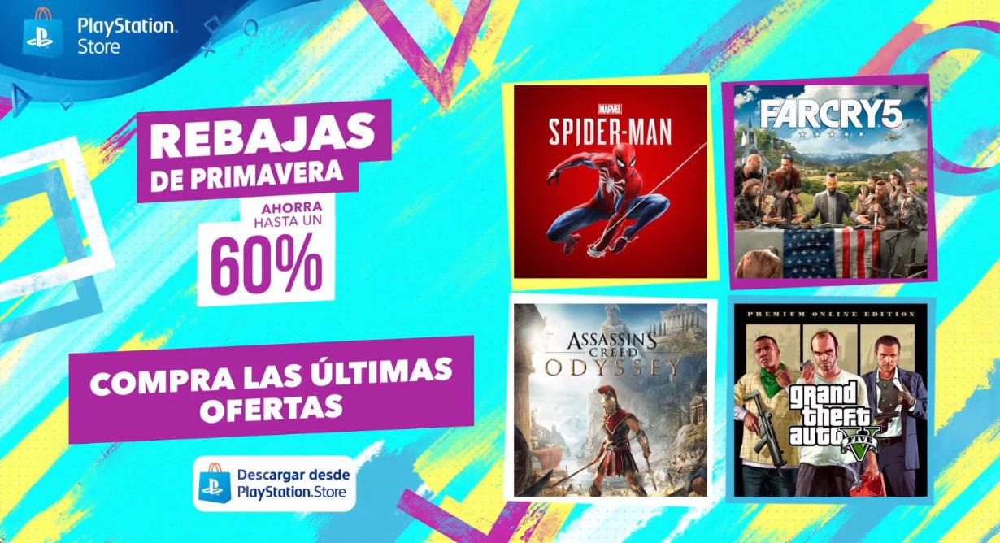 PlayStation
Store
REBAJAS
DE PRIMAVERA
AHORRA
HASTA UN
60%
COMPRA LAS ÚLTIMAS
OFERTAS
Descargar desde
PlayStation.Store
MARVEL
SPIDER-MAN
FARCRY5
ASSASSIN'S
CREED
ODYSSEY
PREMIUM ONLINE EDITION
grand
theft
auto V
FIVE